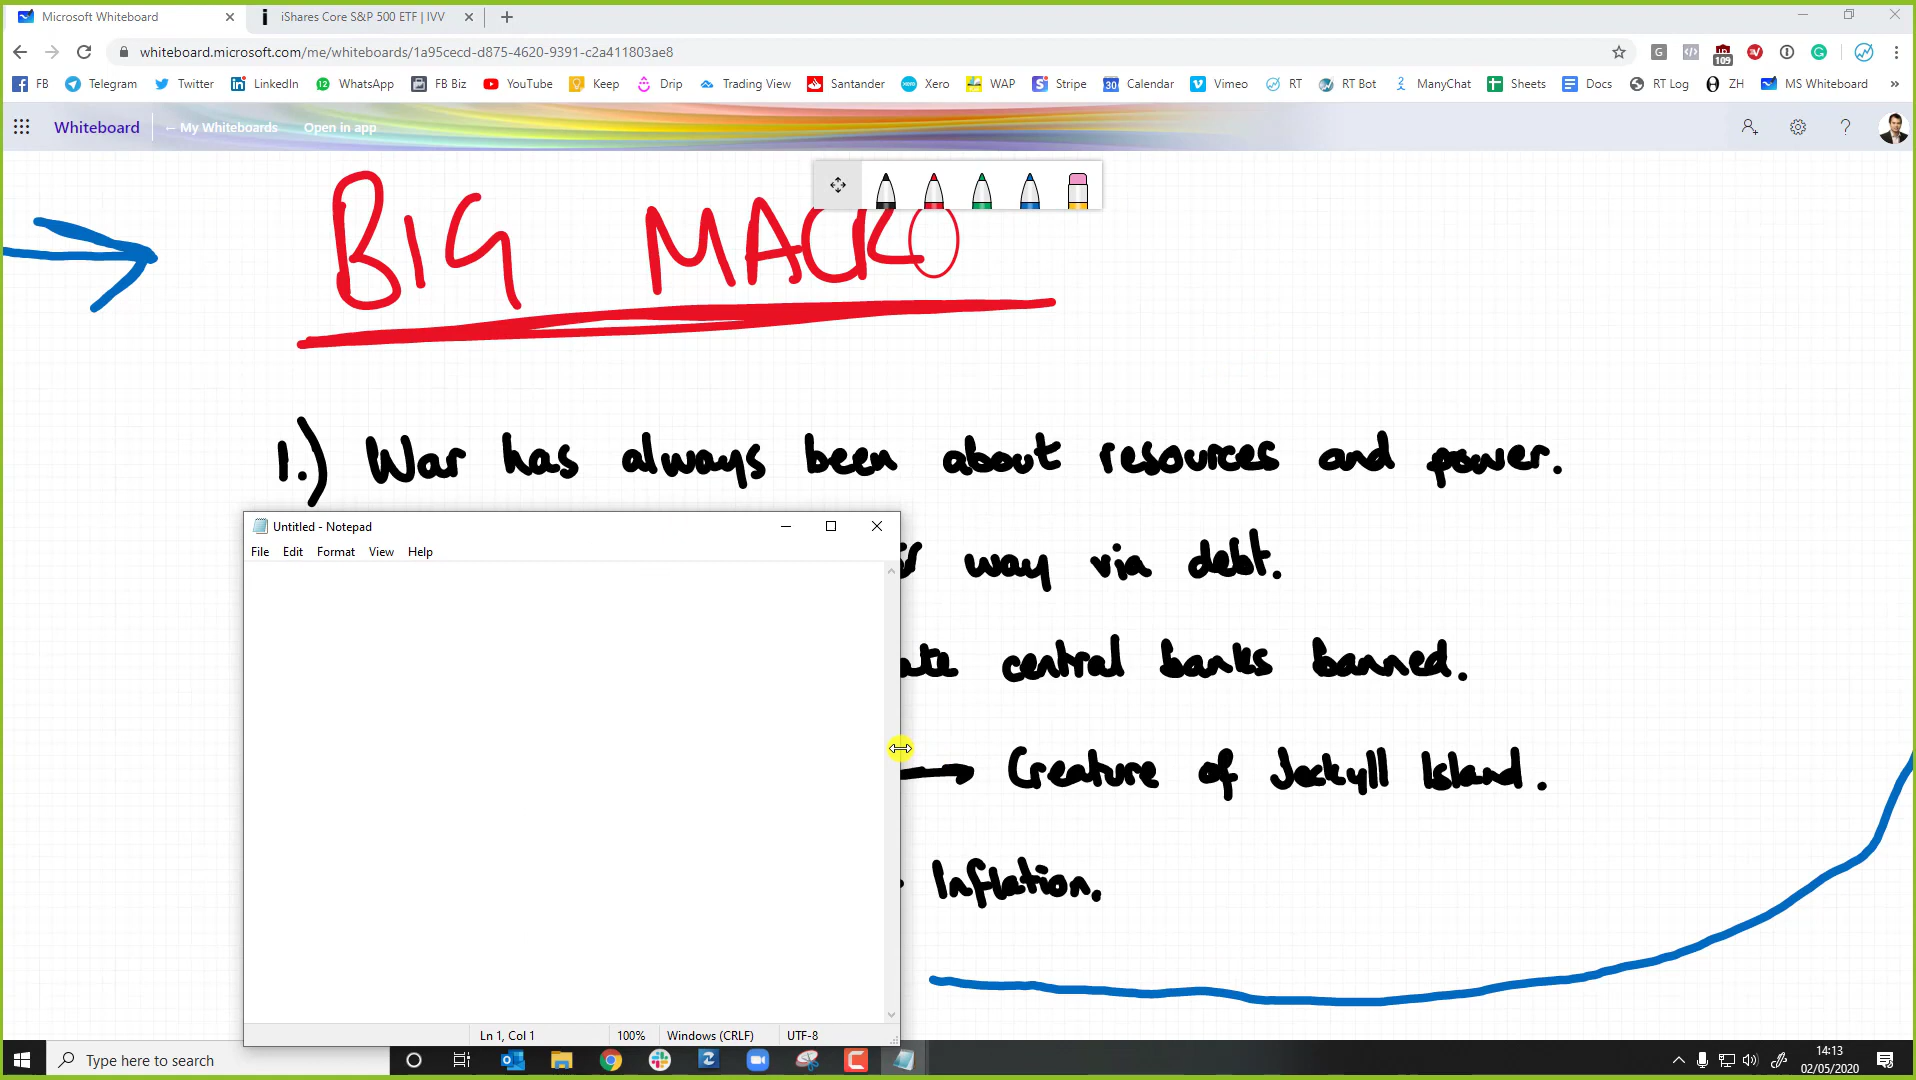 Microsoft Whiteboard
iShares Core S&P 500 ETF | IVV
whiteboard.microsoft.com/me/whiteboards/1a95cecd-d875-4620-9391-c2a411803ae8
109
FB Telegram Twitter LinkedIn WhatsApp FB Biz YouTube Keep Drip Trading View Santander Xero WAP Stripe Calendar Vimeo RT RT Bot ManyChat Sheets Docs RT Log ZH MS Whiteboard »
Whiteboard ← My Whiteboards Open in app
BIG MACRO
1.) War has always been about resources and power.
way via debt.
central banks banned.
Creature of Jeckyll Island.
Inflation.
Untitled - Notepad
File Edit Format View Help
Ln 1, Col 1 100% Windows (CRLF) UTF-8
Type here to search
14:13
02/05/2020